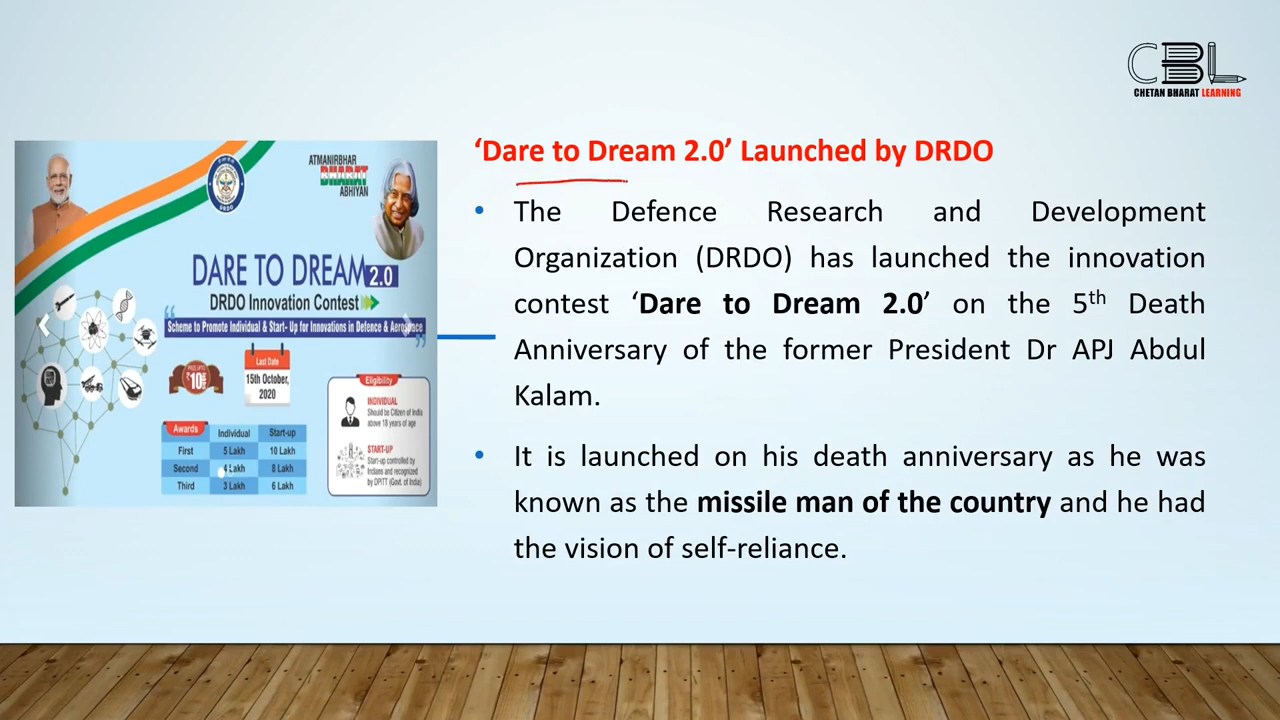 CBL
CHETAN BHARAT LEARNING
‘Dare to Dream 2.0’ Launched by DRDO
• The Defence Research and Development
Organization (DRDO) has launched the innovation
contest ‘Dare to Dream 2.0’ on the 5th Death
Anniversary of the former President Dr APJ Abdul
Kalam.
• It is launched on his death anniversary as he was
known as the missile man of the country and he had
the vision of self-reliance.
ATMANIRBHAR
BHARAT
ABHIYAN
DRDO
DARE TO DREAM 2.0
DRDO Innovation Contest
“Scheme to Promote Individual & Start- Up for Innovations in Defence & Aerospace”
₹10
Last Date
15th October,
2020
Awards Individual Start-up
First 5 Lakh 10 Lakh
Second 4 Lakh 8 Lakh
Third 3 Lakh 6 Lakh
Eligibility
INDIVIDUAL
Should be Citizen of India
above 18 years of age
START-UP
Start-up controlled by
Indians and recognized
by DPITT (Govt. of India)